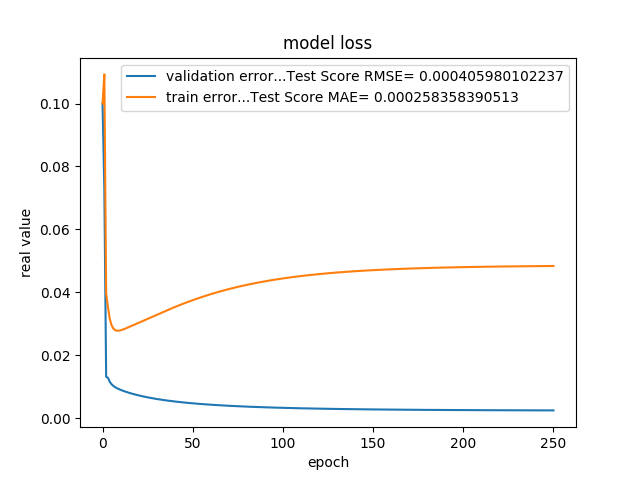 model loss
validation error...Test Score RMSE= 0.000405980102237
train error...Test Score MAE= 0.000258358390513
real value
0.10
0.08
0.06
0.04
0.02
0.00
0 50 100 150 200 250
epoch